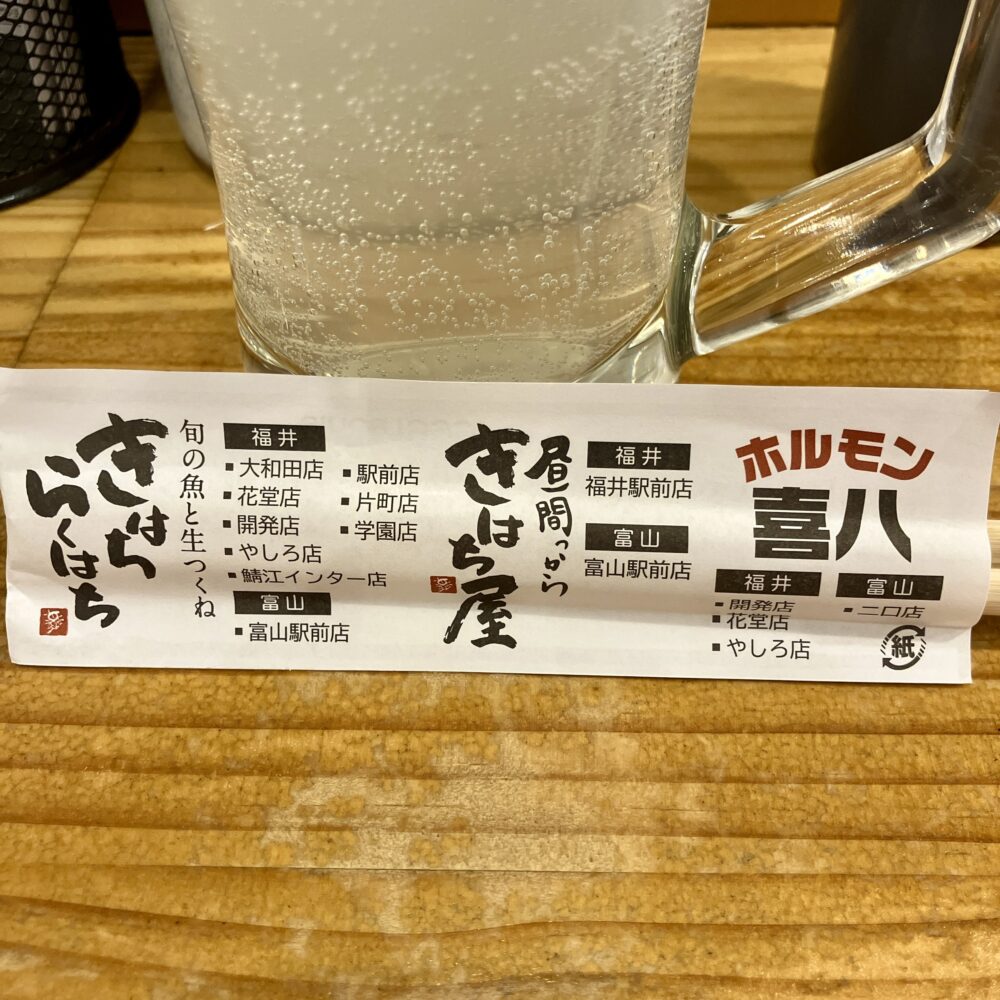 きはち
らくはち
旬の魚と生つくね
福井
▪大和田店
▪花堂店
▪開発店
▪やしろ店
▪鯖江インター店
▪駅前店
▪片町店
▪学園店
富山
▪富山駅前店
昼間っから
きはち屋
福井
福井駅前店
富山
富山駅前店
ホルモン
喜八
福井
▪開発店
▪花堂店
▪やしろ店
富山
▪二口店
紙